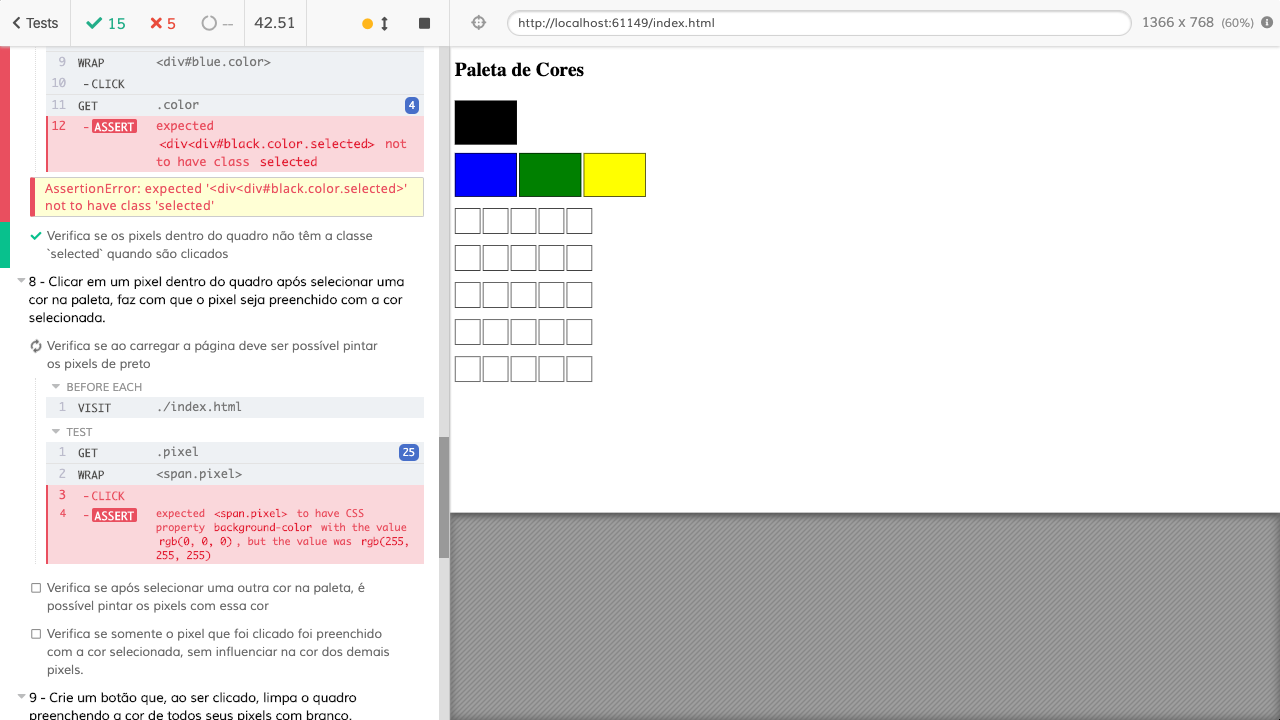 Tests
15
5
--
42.51
http://localhost:61149/index.html
1366 x 768 (60%)
9 WRAP <div#blue.color>
10 -CLICK
11 GET .color 4
12 -ASSERT expected
<div<div#black.color.selected> not
to have class selected
AssertionError: expected '<div<div#black.color.selected>'
not to have class 'selected'
Verifica se os pixels dentro do quadro não têm a classe
`selected` quando são clicados
8 - Clicar em um pixel dentro do quadro após selecionar uma
cor na paleta, faz com que o pixel seja preenchido com a cor
selecionada.
Verifica se ao carregar a página deve ser possível pintar
os pixels de preto
BEFORE EACH
1 VISIT ./index.html
TEST
1 GET .pixel 25
2 WRAP <span.pixel>
3 -CLICK
4 -ASSERT expected <span.pixel> to have CSS
property background-color with the value
rgb(0, 0, 0), but the value was rgb(255,
255, 255)
Verifica se após selecionar uma outra cor na paleta, é
possível pintar os pixels com essa cor
Verifica se somente o pixel que foi clicado foi preenchido
com a cor selecionada, sem influenciar na cor dos demais
pixels.
9 - Crie um botão que, ao ser clicado, limpa o quadro
preenchendo a cor de todos seus pixels com branco.
Paleta de Cores